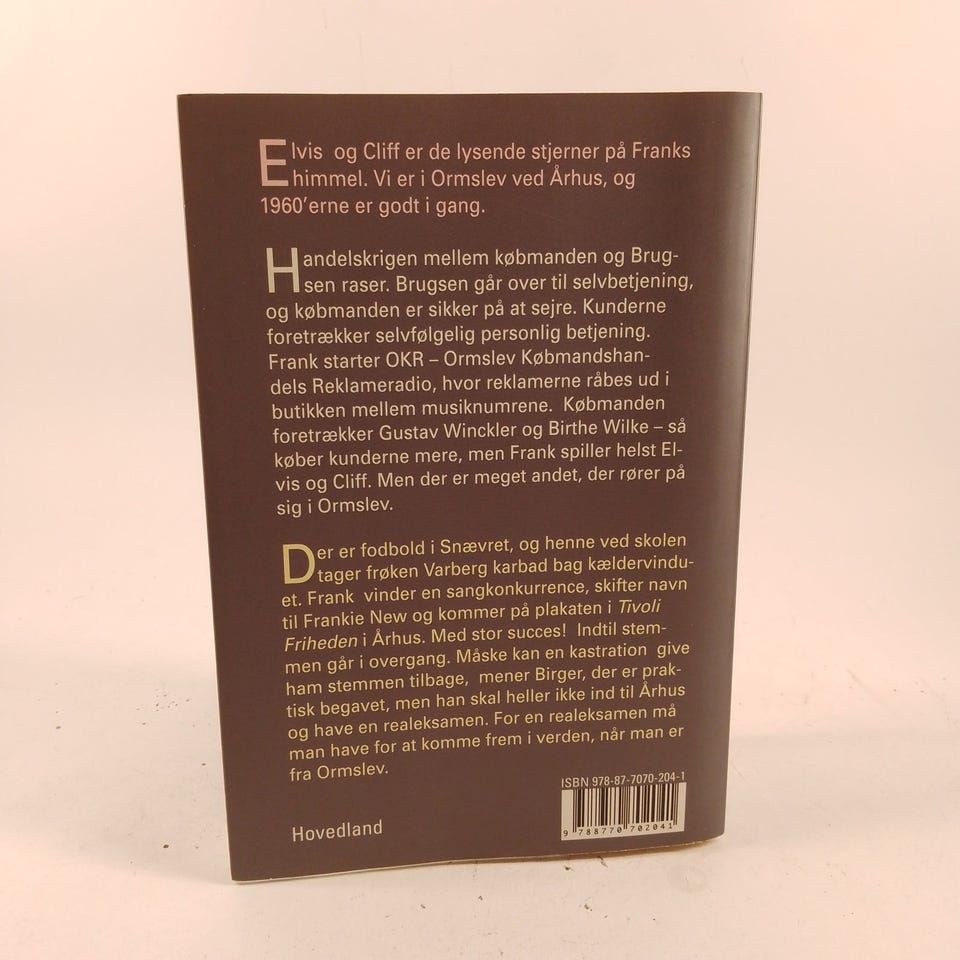 Elvis og Cliff er de lysende stjerner på Franks
himmel. Vi er i Ormslev ved Århus, og
1960'erne er godt i gang.
Handelskrigen mellem købmanden og Brug-
sen raser. Brugsen går over til selvbetjening,
og købmanden er sikker på at sejre. Kunderne
foretrækker selvfølgelig personlig betjening.
Frank starter OKR – Ormslev Købmandshan-
dels Reklameradio, hvor reklamerne råbes ud i
butikken mellem musiknumrene. Købmanden
foretrækker Gustav Winckler og Birthe Wilke – så
køber kunderne mere, men Frank spiller helst El-
vis og Cliff. Men der er meget andet, der rører på
sig i Ormslev.
Der er fodbold i Snævret, og henne ved skolen
tager frøken Varberg karbad bag kældervindu-
et. Frank vinder en sangkonkurrence, skifter navn
til Frankie New og kommer på plakaten i Tivoli
Friheden i Århus. Med stor succes! Indtil stem-
men går i overgang. Måske kan en kastration give
ham stemmen tilbage, mener Birger, der er prak-
tisk begavet, men han skal heller ikke ind til Århus
og have en realeksamen. For en realeksamen må
man have for at komme frem i verden, når man er
fra Ormslev.
ISBN 978-87-7070-204-1
9 788770 702041
Hovedland